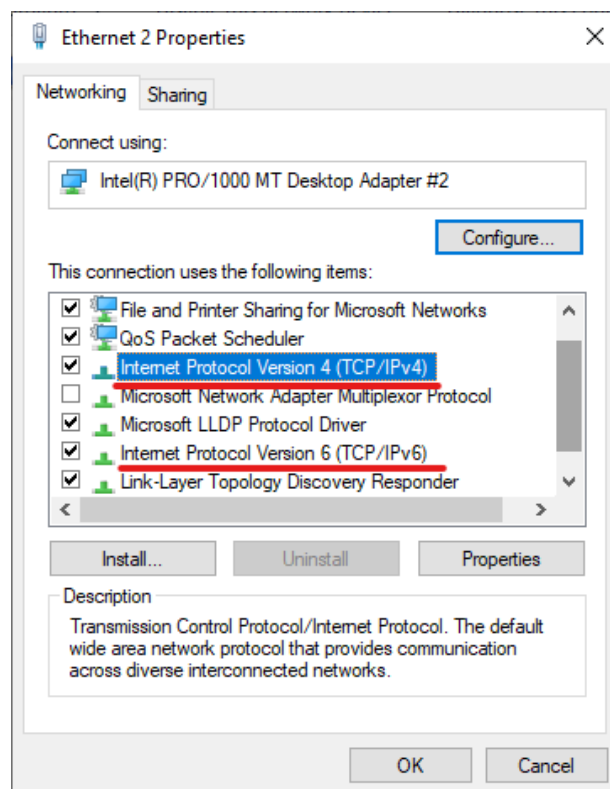 Ethernet 2 Properties
Networking
Sharing
Connect using:
Intel(R) PRO/1000 MT Desktop Adapter #2
Configure...
This connection uses the following items:
File and Printer Sharing for Microsoft Networks
QoS Packet Scheduler
Internet Protocol Version 4 (TCP/IPv4)
Microsoft Network Adapter Multiplexor Protocol
Microsoft LLDP Protocol Driver
Internet Protocol Version 6 (TCP/IPv6)
Link-Layer Topology Discovery Responder
Install...
Uninstall
Properties
Description
Transmission Control Protocol/Internet Protocol. The default
wide area network protocol that provides communication
across diverse interconnected networks.
OK
Cancel